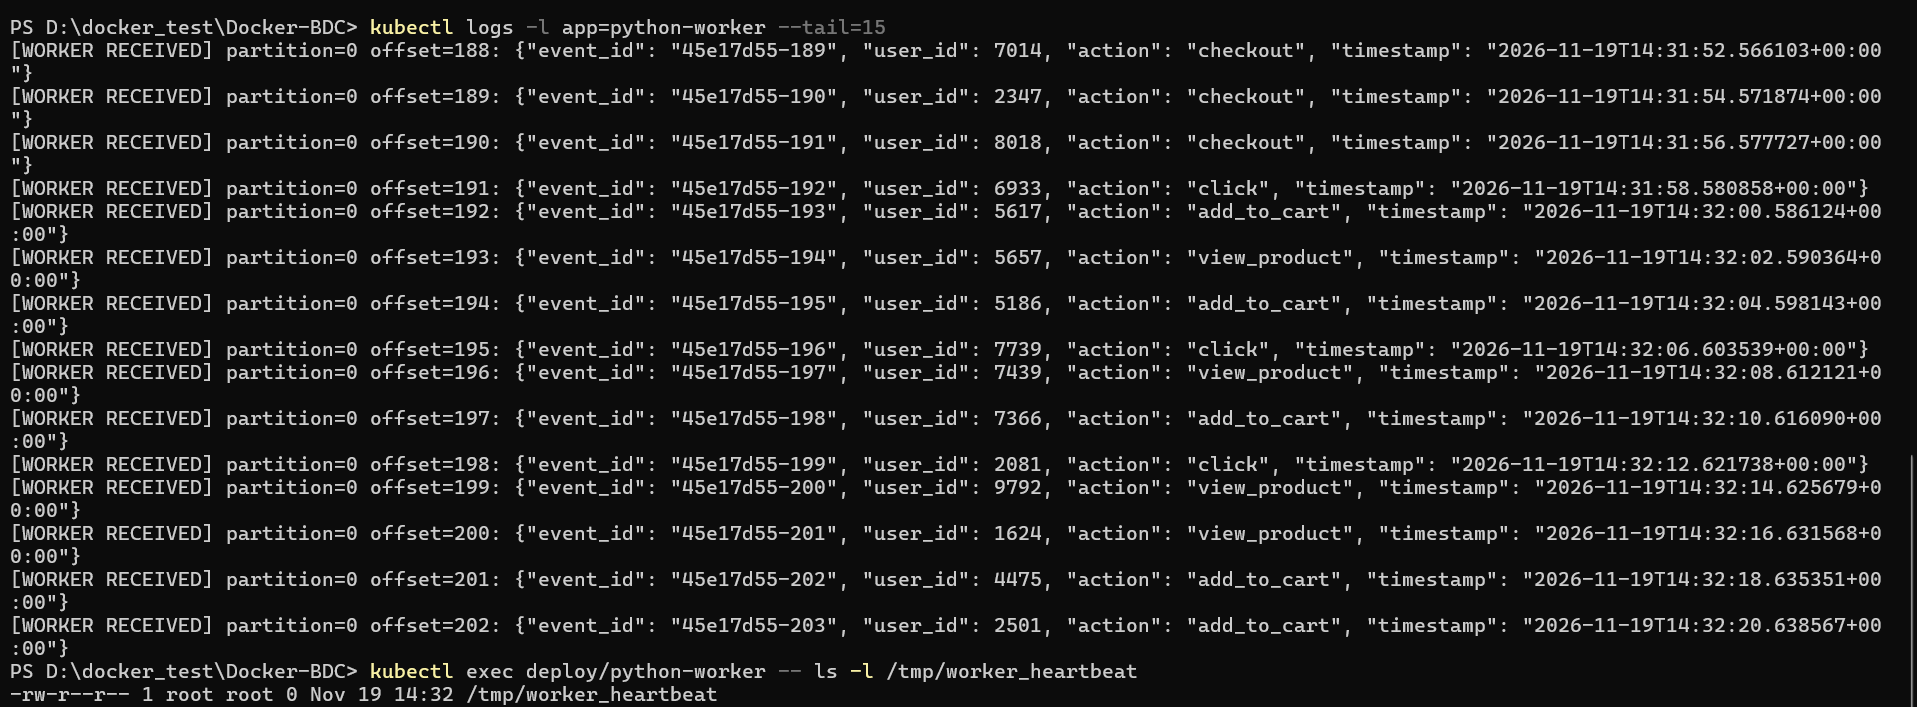 PS D:\docker_test\Docker-BDC> kubectl logs -l app=python-worker --tail=15
[WORKER RECEIVED] partition=0 offset=188: {"event_id": "45e17d55-189", "user_id": 7014, "action": "checkout", "timestamp": "2026-11-19T14:31:52.566103+00:00
"}
[WORKER RECEIVED] partition=0 offset=189: {"event_id": "45e17d55-190", "user_id": 2347, "action": "checkout", "timestamp": "2026-11-19T14:31:54.571874+00:00
"}
[WORKER RECEIVED] partition=0 offset=190: {"event_id": "45e17d55-191", "user_id": 8018, "action": "checkout", "timestamp": "2026-11-19T14:31:56.577727+00:00
"}
[WORKER RECEIVED] partition=0 offset=191: {"event_id": "45e17d55-192", "user_id": 6933, "action": "click", "timestamp": "2026-11-19T14:31:58.580858+00:00"}
[WORKER RECEIVED] partition=0 offset=192: {"event_id": "45e17d55-193", "user_id": 5617, "action": "add_to_cart", "timestamp": "2026-11-19T14:32:00.586124+00
:00"}
[WORKER RECEIVED] partition=0 offset=193: {"event_id": "45e17d55-194", "user_id": 5657, "action": "view_product", "timestamp": "2026-11-19T14:32:02.590364+0
0:00"}
[WORKER RECEIVED] partition=0 offset=194: {"event_id": "45e17d55-195", "user_id": 5186, "action": "add_to_cart", "timestamp": "2026-11-19T14:32:04.598143+00
:00"}
[WORKER RECEIVED] partition=0 offset=195: {"event_id": "45e17d55-196", "user_id": 7739, "action": "click", "timestamp": "2026-11-19T14:32:06.603539+00:00"}
[WORKER RECEIVED] partition=0 offset=196: {"event_id": "45e17d55-197", "user_id": 7439, "action": "view_product", "timestamp": "2026-11-19T14:32:08.612121+0
0:00"}
[WORKER RECEIVED] partition=0 offset=197: {"event_id": "45e17d55-198", "user_id": 7366, "action": "add_to_cart", "timestamp": "2026-11-19T14:32:10.616090+00
:00"}
[WORKER RECEIVED] partition=0 offset=198: {"event_id": "45e17d55-199", "user_id": 2081, "action": "click", "timestamp": "2026-11-19T14:32:12.621738+00:00"}
[WORKER RECEIVED] partition=0 offset=199: {"event_id": "45e17d55-200", "user_id": 9792, "action": "view_product", "timestamp": "2026-11-19T14:32:14.625679+0
0:00"}
[WORKER RECEIVED] partition=0 offset=200: {"event_id": "45e17d55-201", "user_id": 1624, "action": "view_product", "timestamp": "2026-11-19T14:32:16.631568+0
0:00"}
[WORKER RECEIVED] partition=0 offset=201: {"event_id": "45e17d55-202", "user_id": 4475, "action": "add_to_cart", "timestamp": "2026-11-19T14:32:18.635351+00
:00"}
[WORKER RECEIVED] partition=0 offset=202: {"event_id": "45e17d55-203", "user_id": 2501, "action": "add_to_cart", "timestamp": "2026-11-19T14:32:20.638567+00
:00"}
PS D:\docker_test\Docker-BDC> kubectl exec deploy/python-worker -- ls -l /tmp/worker_heartbeat
-rw-r--r-- 1 root root 0 Nov 19 14:32 /tmp/worker_heartbeat